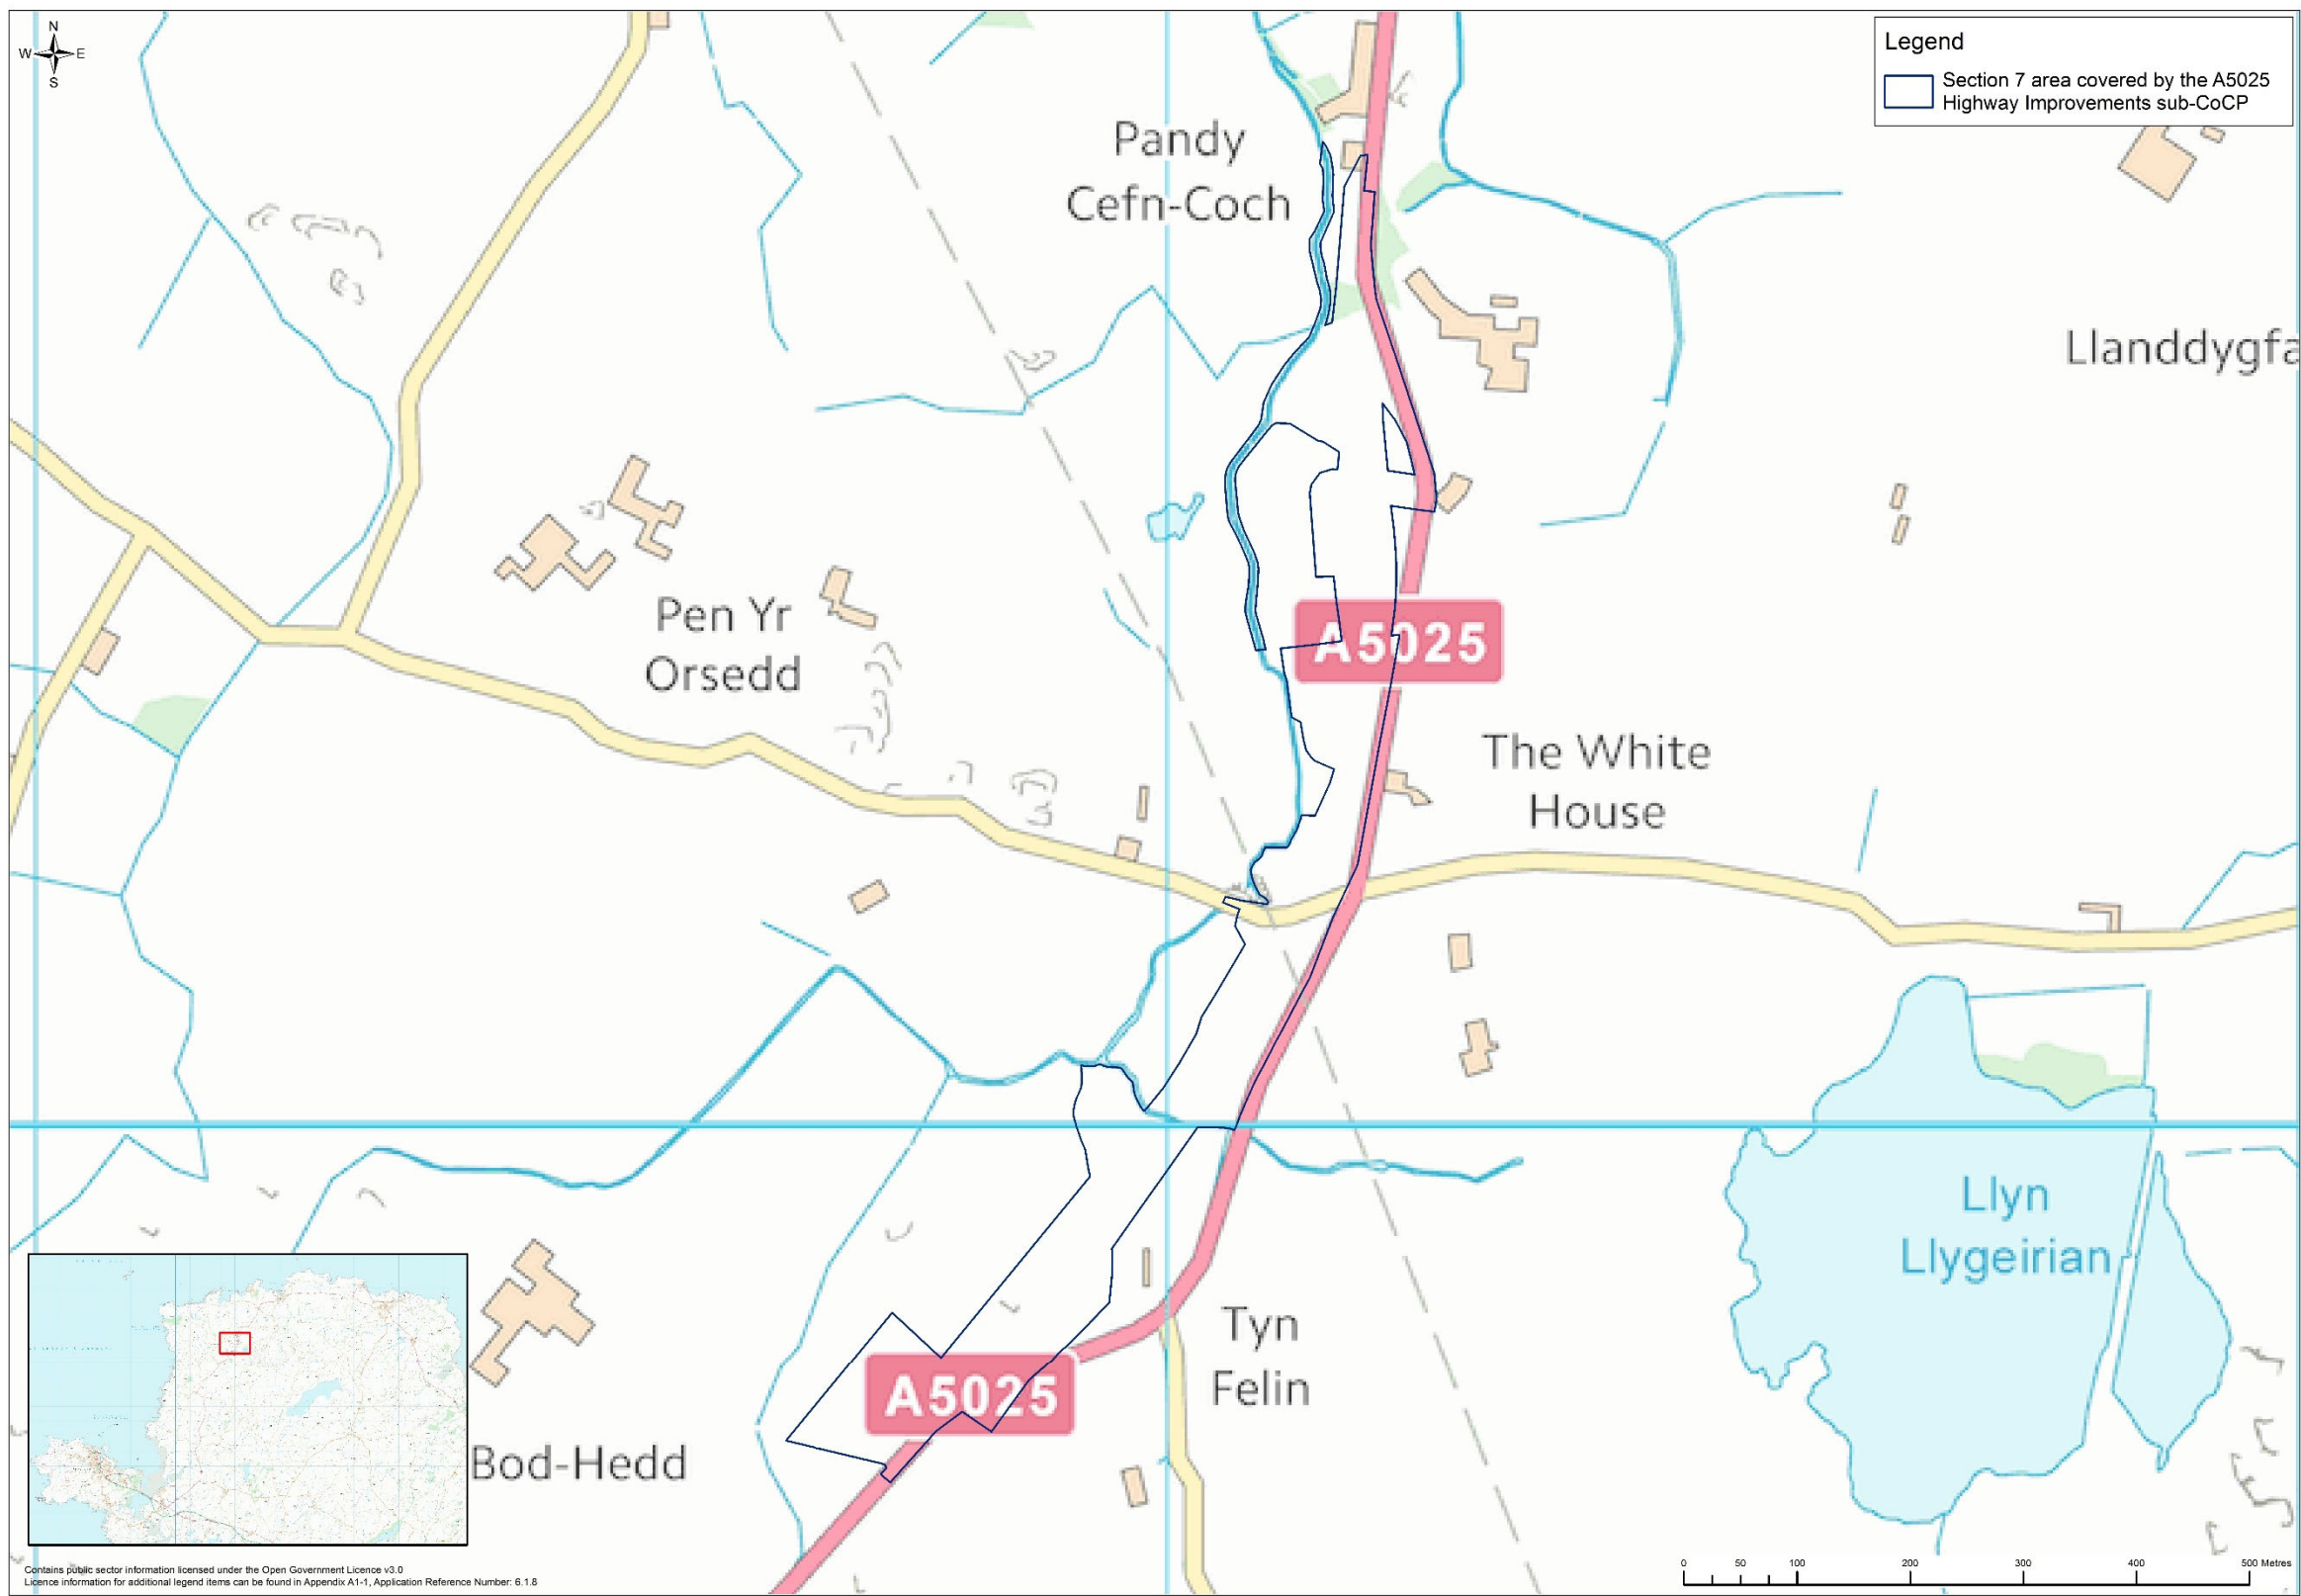 N
W E
S
Legend
Section 7 area covered by the A5025
Highway Improvements sub-CoCP
Pandy
Cefn-Coch
Llanddygfa
Pen Yr
Orsedd
A5025
The White
House
Llyn
Llygeirian
Tyn
Felin
A5025
Bod-Hedd
Contains public sector information licensed under the Open Government Licence v3.0
Licence information for additional legend items can be found in Appendix A1-1, Application Reference Number: 6.1.8
0 50 100 200 300 400 500 Metres